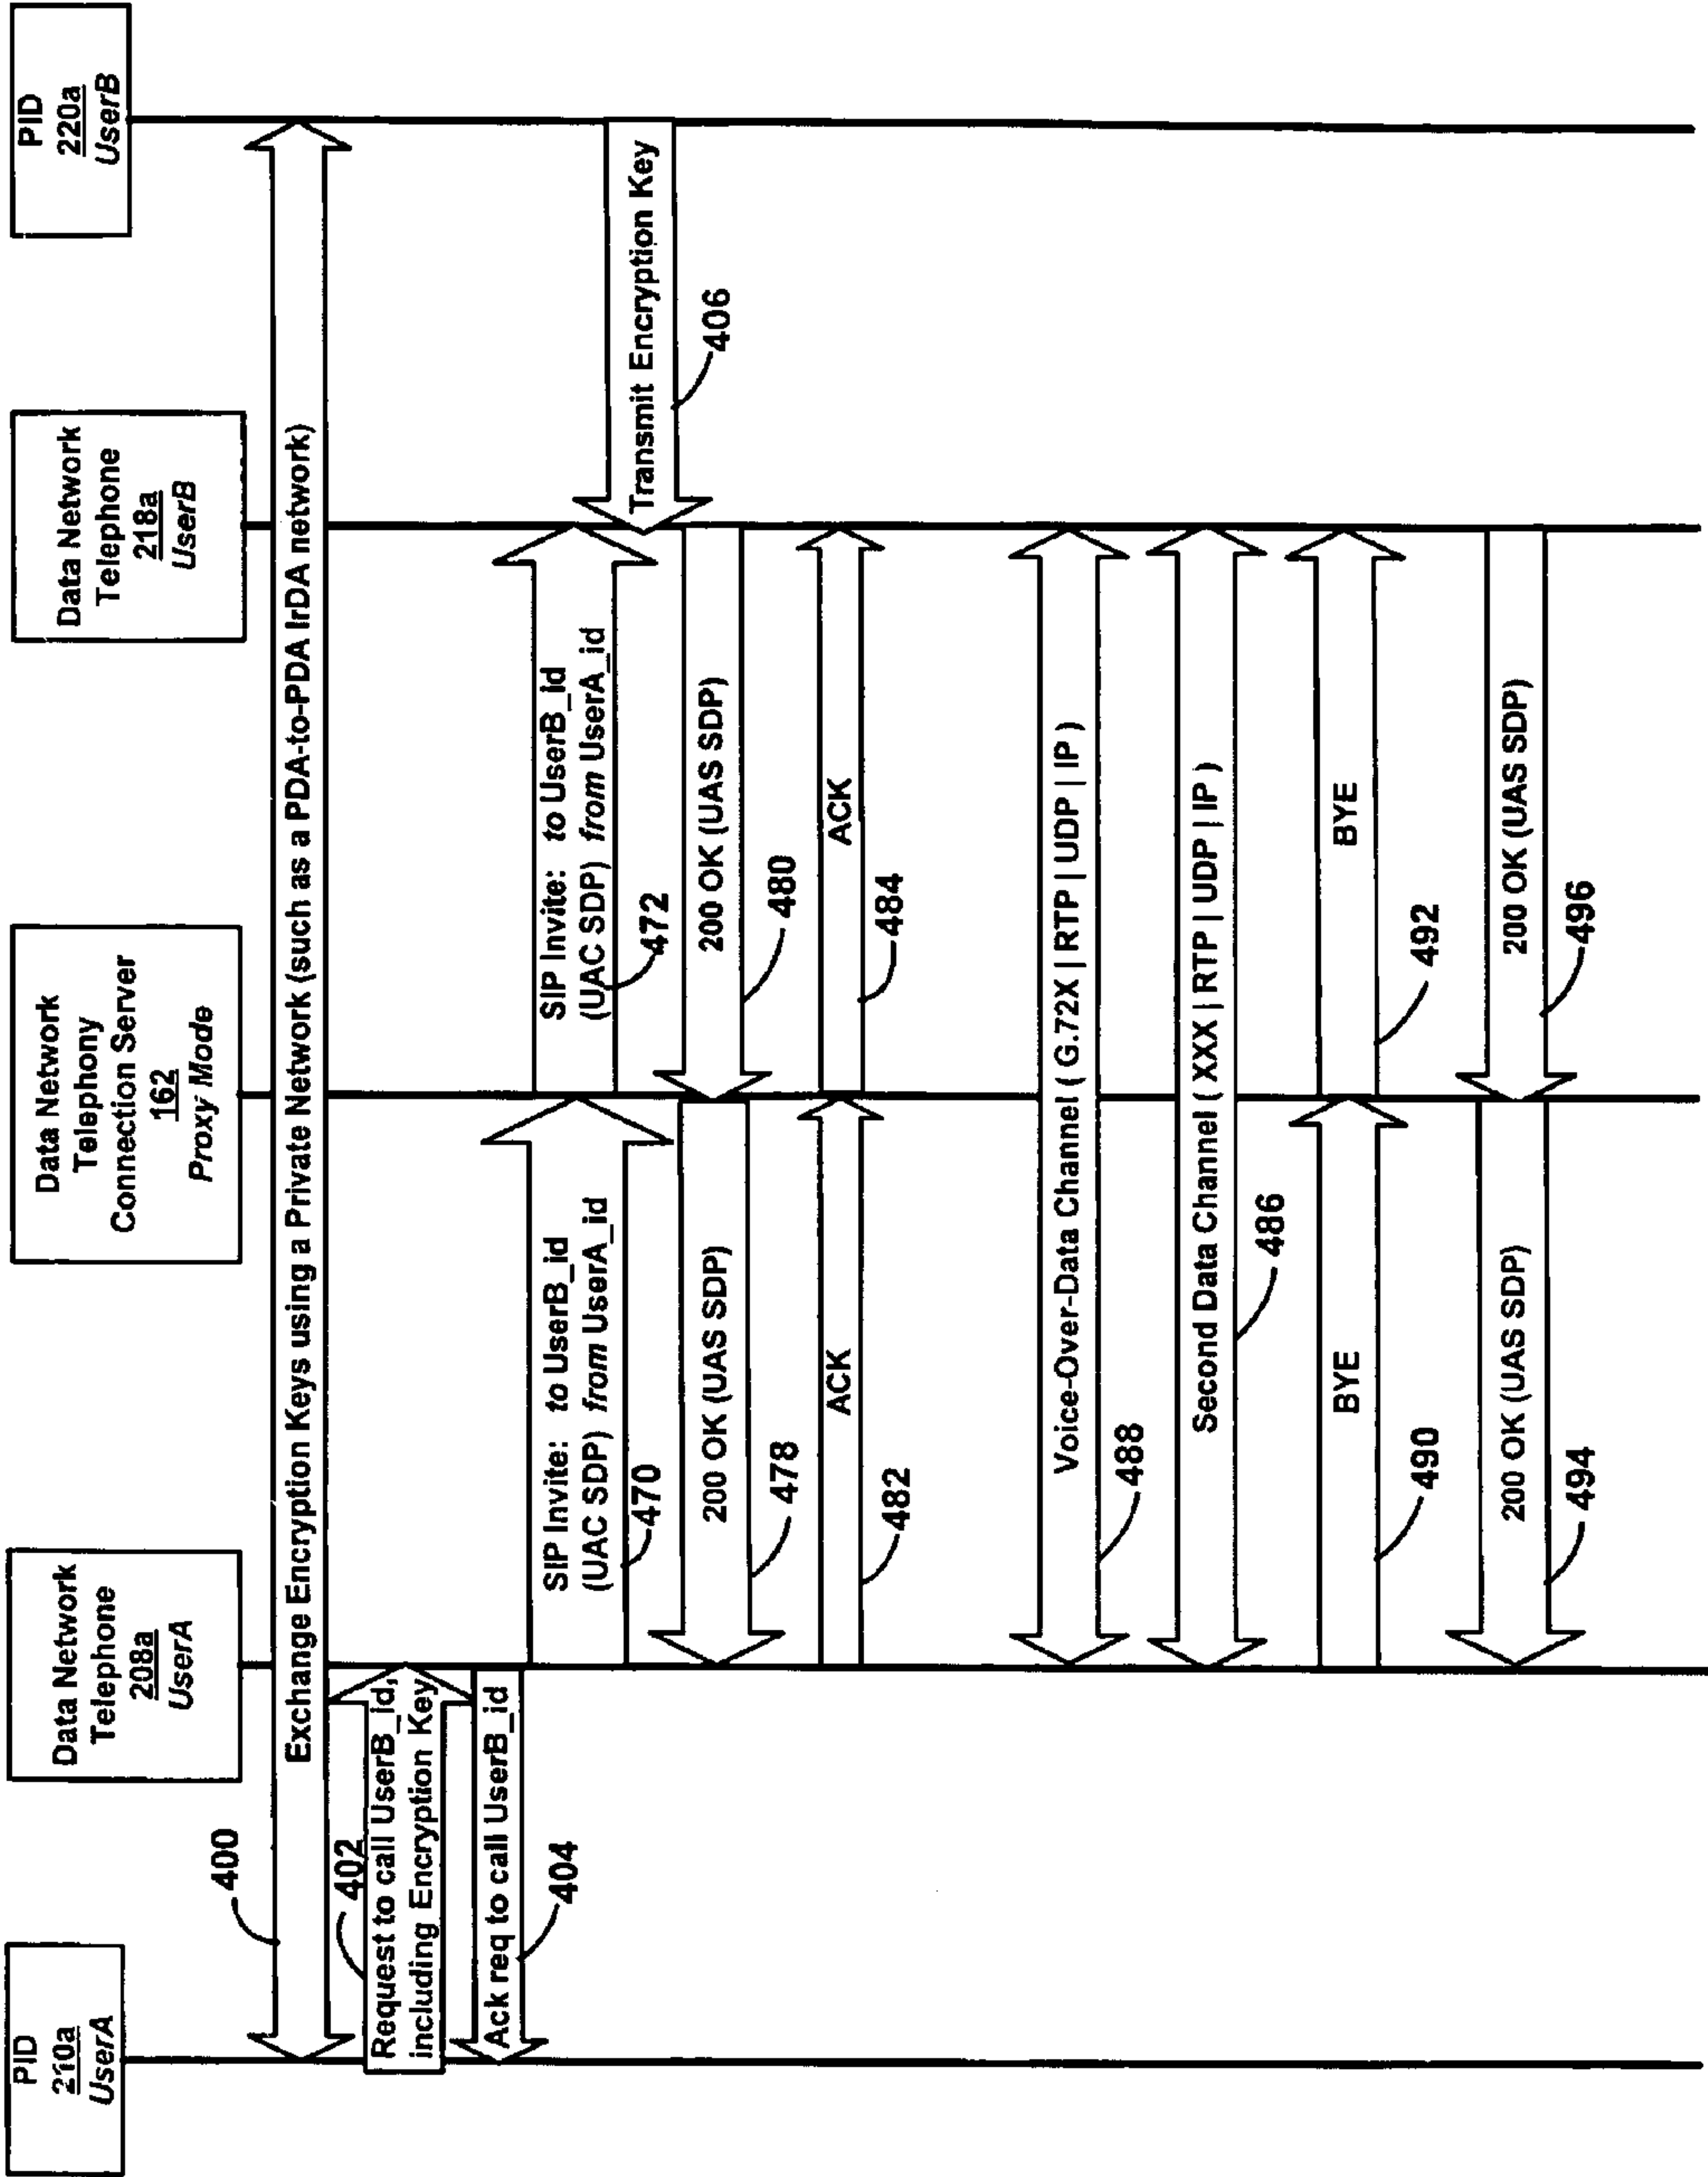 PID
210a
UserA
Data Network
Telephone
208a
UserA
Data Network
Telephony
Connection Server
162
Proxy Mode
Data Network
Telephone
218a
UserB
PID
220a
UserB
400
Exchange Encryption Keys using a Private Network (such as a PDA-to-PDA IrDA network)
402
Request to call UserB_id,
including Encryption Key
Ack req to call UserB_id
404
SIP Invite: to UserB_id
(UAC SDP) from UserA_id
470
SIP Invite: to UserB_id
(UAC SDP) from UserA_id
472
Transmit Encryption Key
406
200 OK (UAS SDP)
478
200 OK (UAS SDP)
480
ACK
482
ACK
484
Voice-Over-Data Channel ( G.72X | RTP | UDP | IP )
488
Second Data Channel ( XXX | RTP | UDP | IP )
486
BYE
490
BYE
492
200 OK (UAS SDP)
494
200 OK (UAS SDP)
496